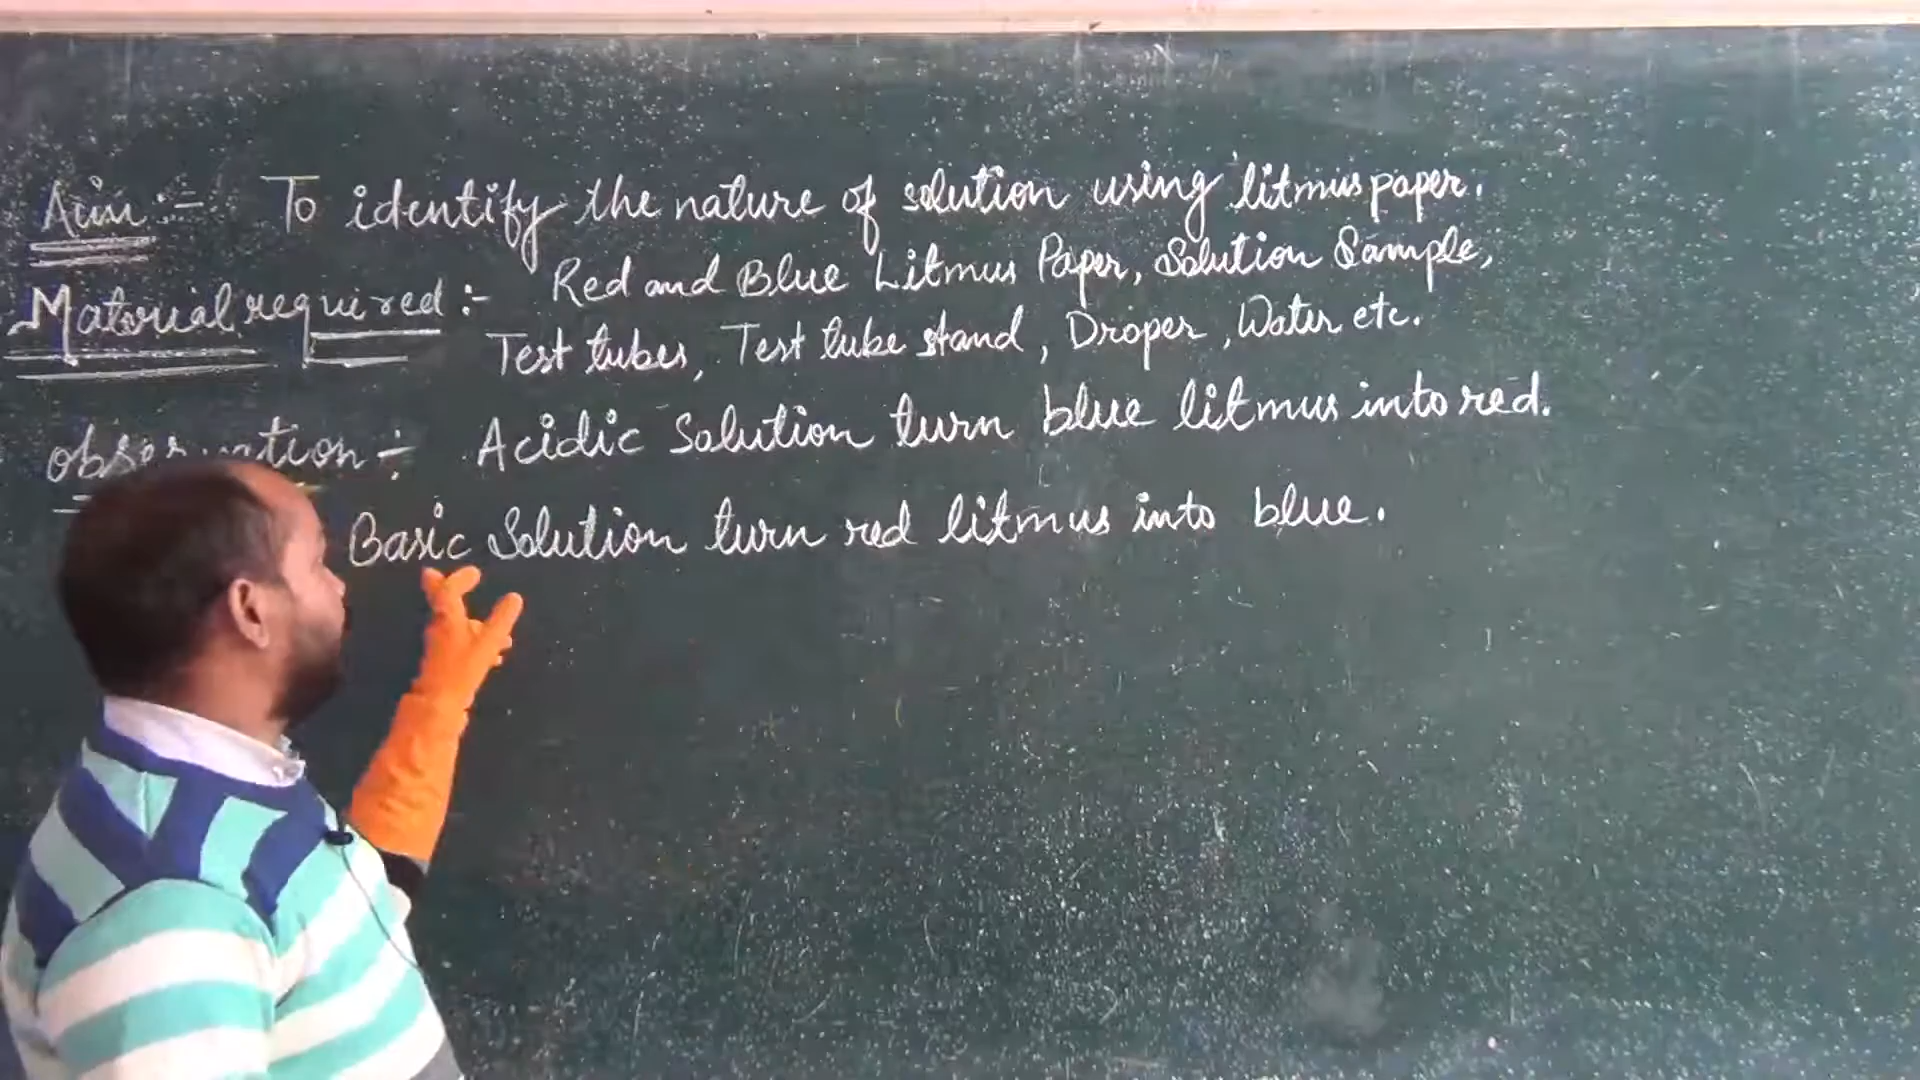 Aim :- To identify the nature of solution using litmus paper.
Material required :- Red and Blue Litmus Paper, Solution Sample,
Test tubes, Test tube stand, Droper, Water etc.
Acidic Solution turn blue litmus into red.
Basic Solution turn red litmus into blue.